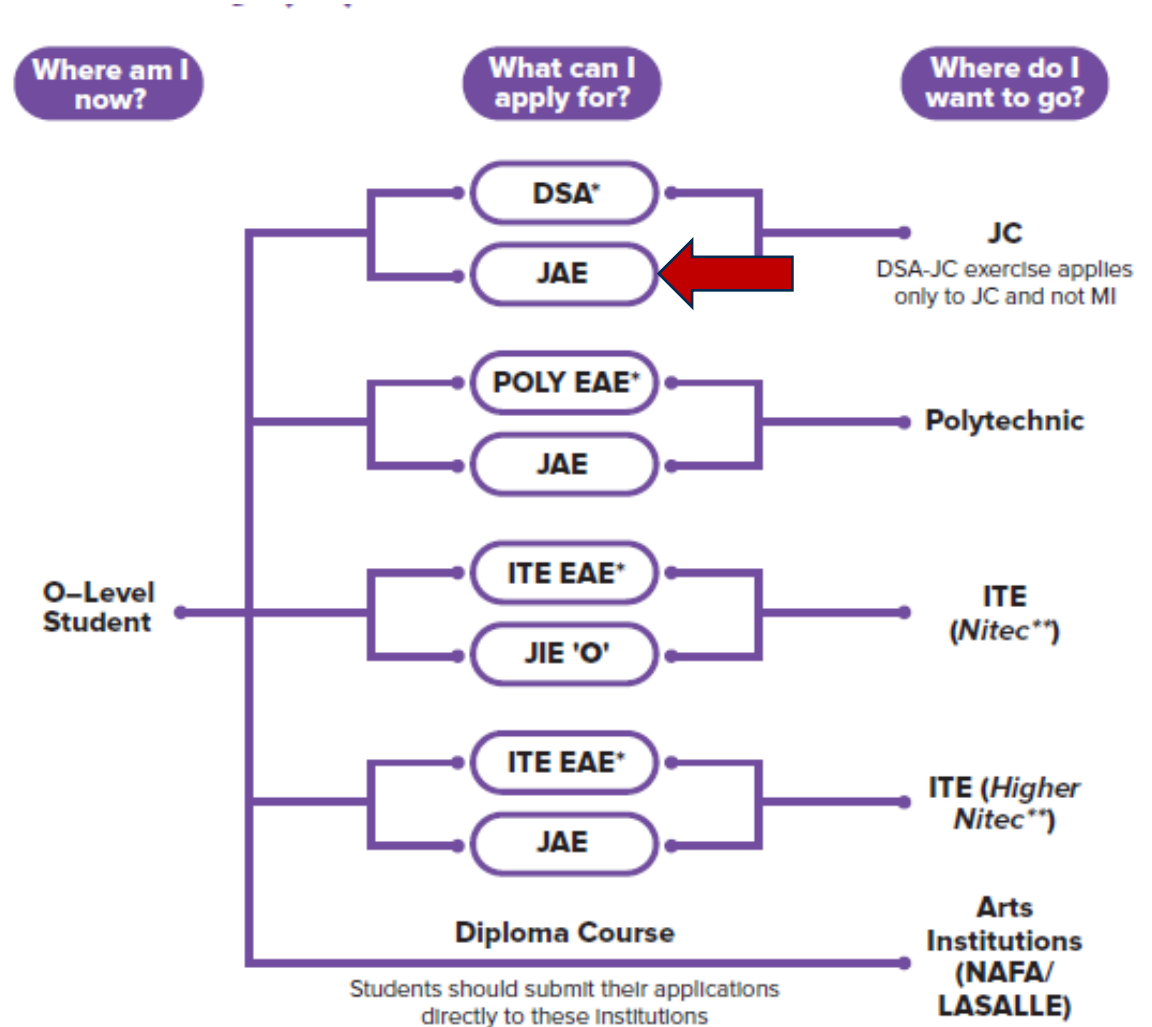 Where am I
now?
What can I
apply for?
Where do I
want to go?
DSA*
JAE
JC
DSA-JC exercise applies
only to JC and not MI
POLY EAE*
JAE
Polytechnic
O–Level
Student
ITE EAE*
JIE 'O'
ITE
(Nitec**)
ITE EAE*
JAE
ITE (Higher
Nitec**)
Diploma Course
Students should submit their applications
directly to these institutions
Arts
Institutions
(NAFA/
LASALLE)